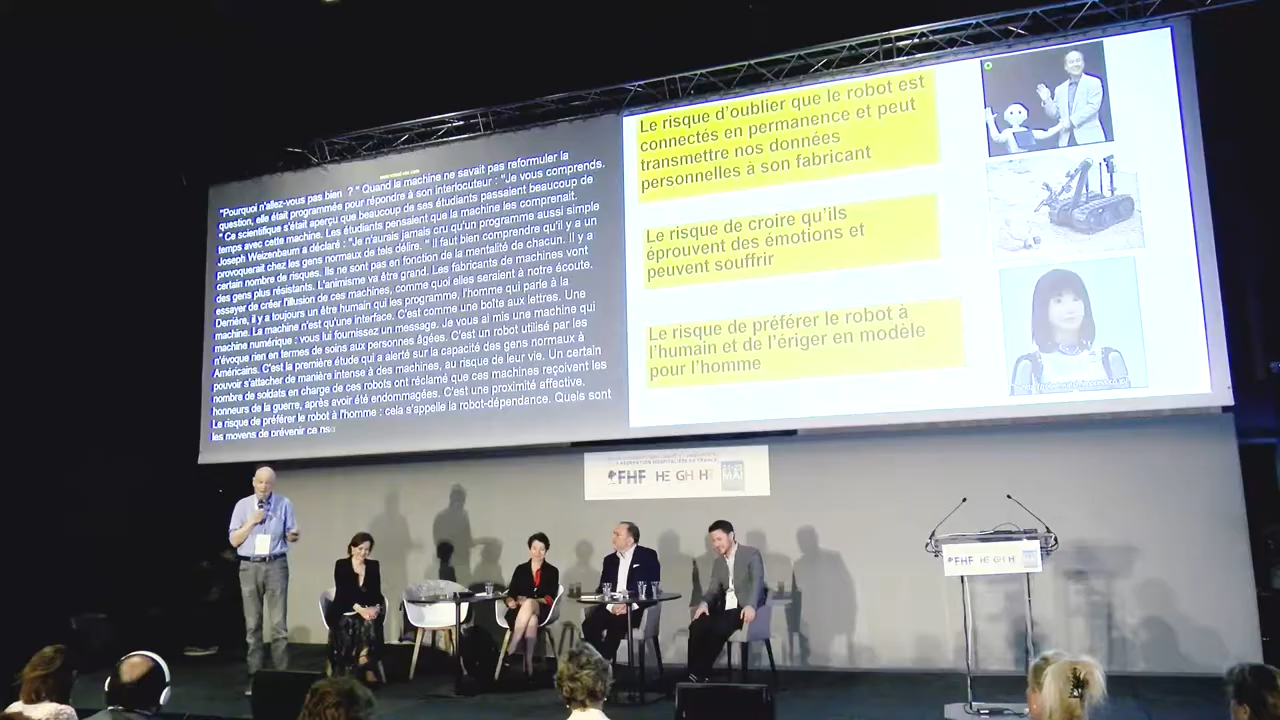 "Pourquoi n'allez-vous pas bien ? " Quand la machine ne savait pas reformuler la
question, elle était programmée pour répondre à son interlocuteur : "Je vous comprends.
" Ce scientifique s'était aperçu que beaucoup de ses étudiants passaient beaucoup de
temps avec cette machine. Les étudiants pensaient que la machine les comprenait.
Joseph Weizenbaum a déclaré : "Je n'aurais jamais cru qu'un programme aussi simple
provoquerait chez les gens normaux de tels délire. " Il faut bien comprendre qu'il y a un
certain nombre de risques. Ils ne sont pas en fonction de la mentalité de chacun. Il y a
des gens plus résistants. L'animisme va être grand. Les fabricants de machines vont
essayer de créer l'illusion de ces machines, comme quoi elles seraient à notre écoute.
Derrière, il y a toujours un être humain qui les programme, l'homme qui parle à la
machine. La machine n'est qu'une interface. C'est comme une boîte aux lettres. Une
machine numérique : vous lui fournissez un message. Je vous ai mis une machine qui
n'évoque rien en termes de soins aux personnes âgées. C'est un robot utilisé par les
Américains. C'est la première étude qui a alerté sur la capacité des gens normaux à
pouvoir s'attacher de manière intense à des machines, au risque de leur vie. Un certain
nombre de soldats en charge de ces robots ont réclamé que ces machines reçoivent les
honneurs de la guerre, après avoir été endommagées. C'est une proximité affective.
Le risque de préférer le robot à l'homme : cela s'appelle la robot-dépendance. Quels sont
les moyens de prévenir ce
Le risque d'oublier que le robot est
connectés en permanence et peut
transmettre nos données
personnelles à son fabricant
Le risque de croire qu'ils
éprouvent des émotions et
peuvent souffrir
Le risque de préférer le robot à
l'humain et de l'ériger en modèle
pour l'homme
FHF HE GH H
MAI
FHF HE GH H